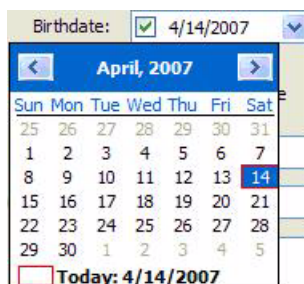 Birthdate: 4/14/2007
April, 2007
Sun Mon Tue Wed Thu Fri Sat
25 26 27 28 29 30 31
1 2 3 4 5 6 7
8 9 10 11 12 13 14
15 16 17 18 19 20 21
22 23 24 25 26 27 28
29 30 1 2 3 4 5
Today: 4/14/2007